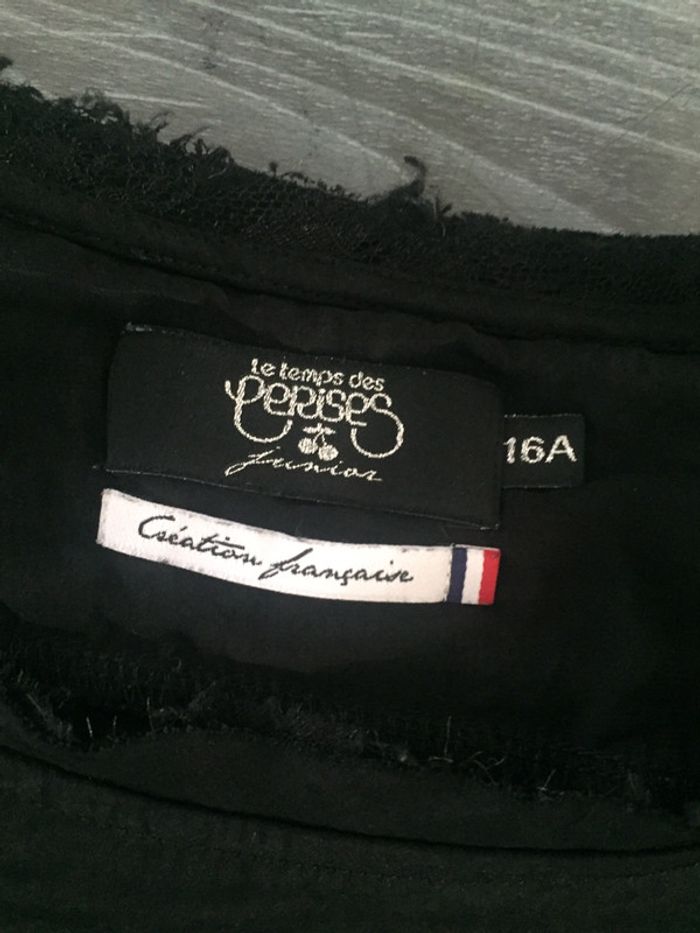 Le temps des
cerises
junior
16A
Création française